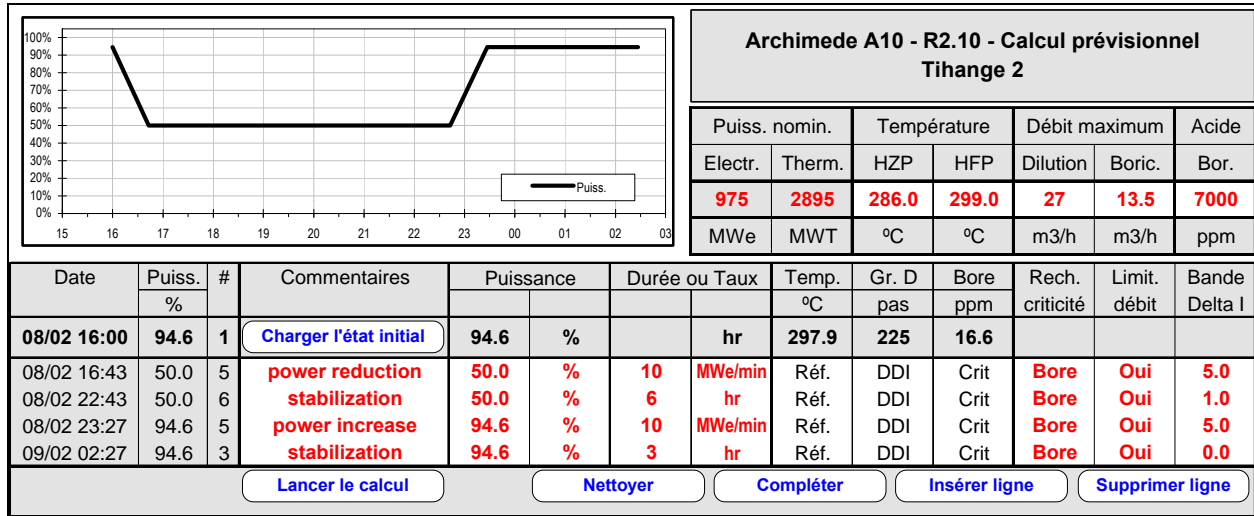 100%
90%
80%
70%
60%
50%
40%
30%
20%
10%
0%
Puiss.
15 16 17 18 19 20 21 22 23 00 01 02 03
Archimede A10 - R2.10 - Calcul prévisionnel
Tihange 2
Puiss. nomin. Température Débit maximum Acide
Electr. Therm. HZP HFP Dilution Boric. Bor.
975 2895 286.0 299.0 27 13.5 7000
MWe MWT ºC ºC m3/h m3/h ppm
Date Puiss. # Commentaires Puissance Durée ou Taux Temp. Gr. D Bore Rech. Limit. Bande
% ºC pas ppm criticité débit Delta I
08/02 16:00 94.6 1 Charger l'état initial 94.6 % hr 297.9 225 16.6
08/02 16:43 50.0 5 power reduction 50.0 % 10 MWe/min Réf. DDI Crit Bore Oui 5.0
08/02 22:43 50.0 6 stabilization 50.0 % 6 hr Réf. DDI Crit Bore Oui 1.0
08/02 23:27 94.6 5 power increase 94.6 % 10 MWe/min Réf. DDI Crit Bore Oui 5.0
09/02 02:27 94.6 3 stabilization 94.6 % 3 hr Réf. DDI Crit Bore Oui 0.0
Lancer le calcul Nettoyer Compléter Insérer ligne Supprimer ligne